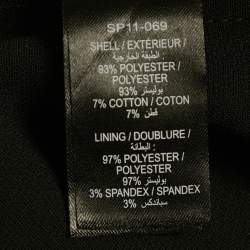 SP11-069
SHELL / EXTÉRIEUR /
الطبقة الخارجية:
93% POLYESTER /
POLYESTER
بوليستر 93%
7% COTTON / COTON
قطن 7%
LINING / DOUBLURE /
البطانة:
97% POLYESTER /
POLYESTER
بوليستر 97%
3% SPANDEX / SPANDEX
سباندكس 3%